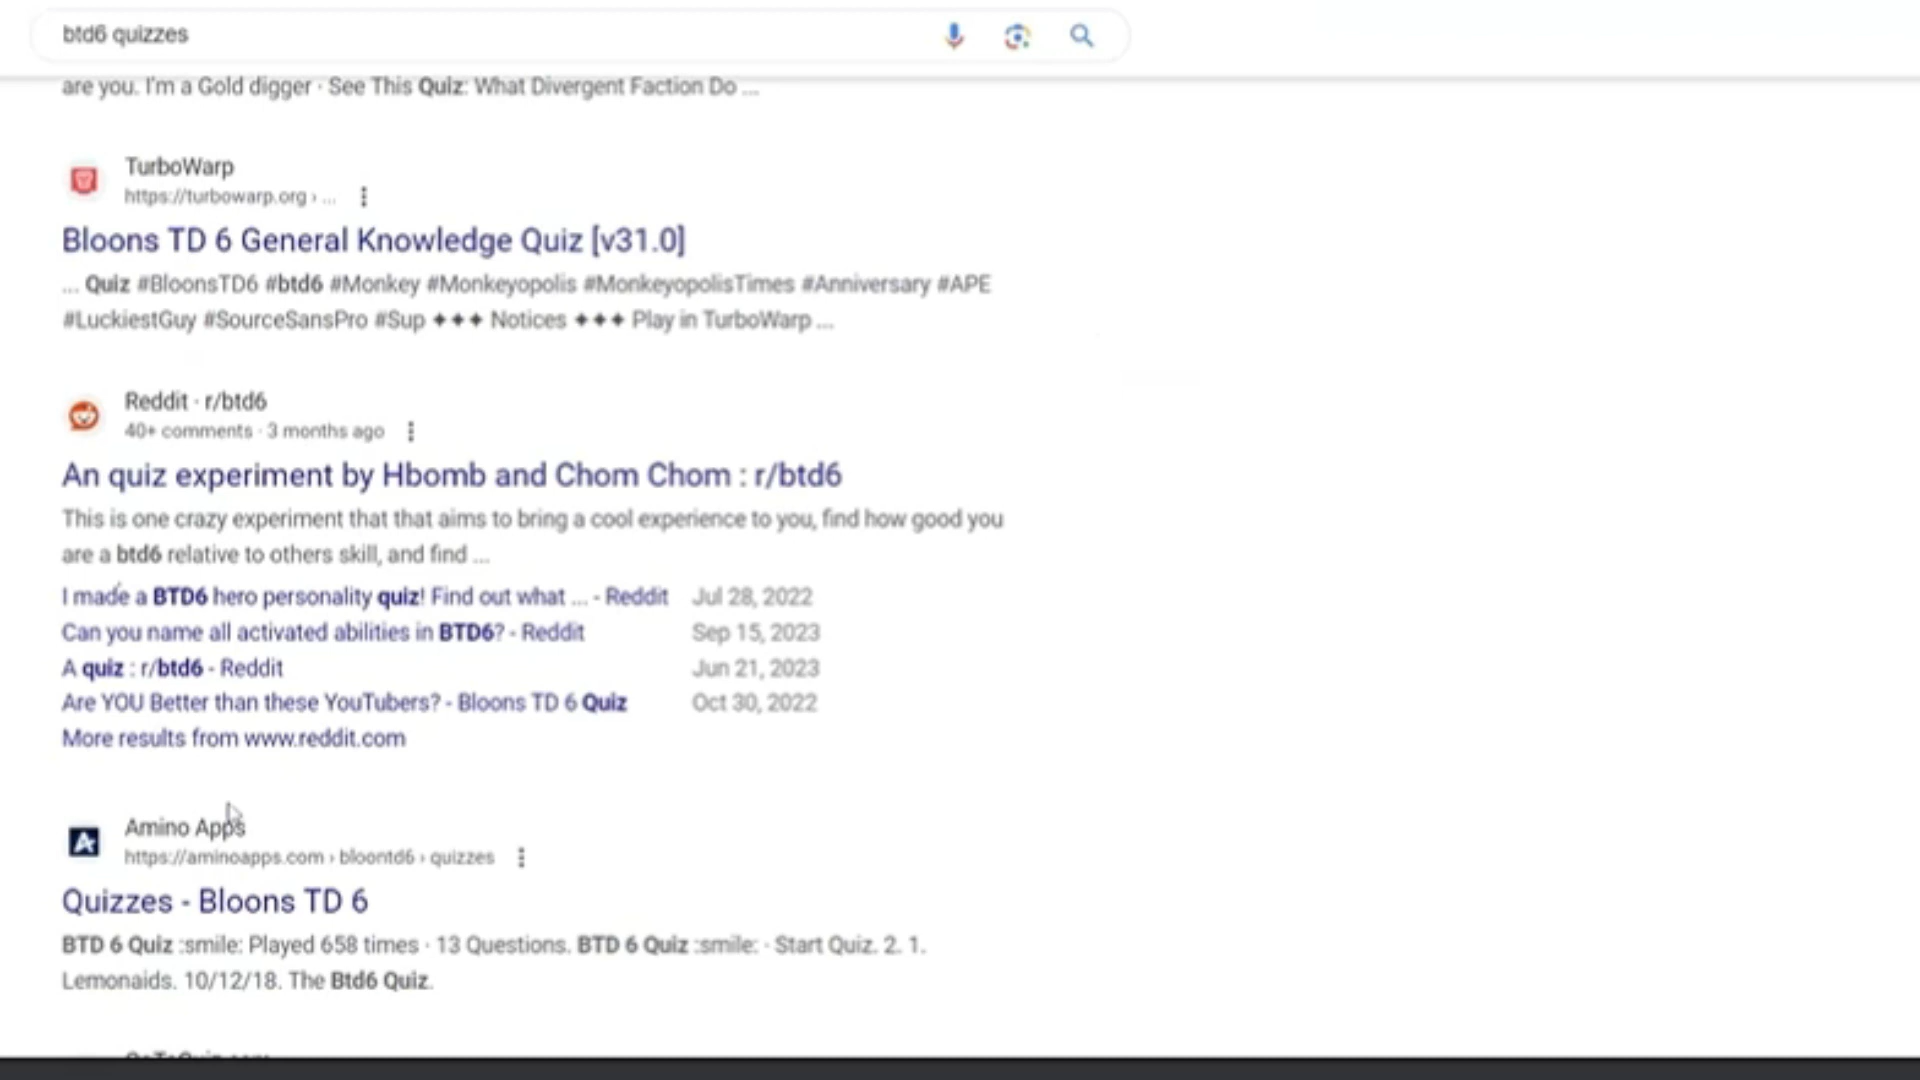 btd6 quizzes
are you. I'm a Gold digger · See This Quiz: What Divergent Faction Do ...
TurboWarp
https://turbowarp.org › ...
Bloons TD 6 General Knowledge Quiz [v31.0]
... Quiz #BloonsTD6 #btd6 #Monkey #Monkeyopolis #MonkeyopolisTimes #Anniversary #APE
#LuckiestGuy #SourceSansPro #Sup ✦✦✦ Notices ✦✦✦ Play in TurboWarp ...
Reddit · r/btd6
40+ comments · 3 months ago
An quiz experiment by Hbomb and Chom Chom : r/btd6
This is one crazy experiment that that aims to bring a cool experience to you, find how good you
are a btd6 relative to others skill, and find ...
I made a BTD6 hero personality quiz! Find out what ... - Reddit Jul 28, 2022
Can you name all activated abilities in BTD6? - Reddit Sep 15, 2023
A quiz : r/btd6 - Reddit Jun 21, 2023
Are YOU Better than these YouTubers? - Bloons TD 6 Quiz Oct 30, 2022
More results from www.reddit.com
Amino Apps
https://aminoapps.com › bloontd6 › quizzes
Quizzes - Bloons TD 6
BTD 6 Quiz :smile: Played 658 times · 13 Questions. BTD 6 Quiz :smile: · Start Quiz. 2. 1.
Lemonaids. 10/12/18. The Btd6 Quiz.